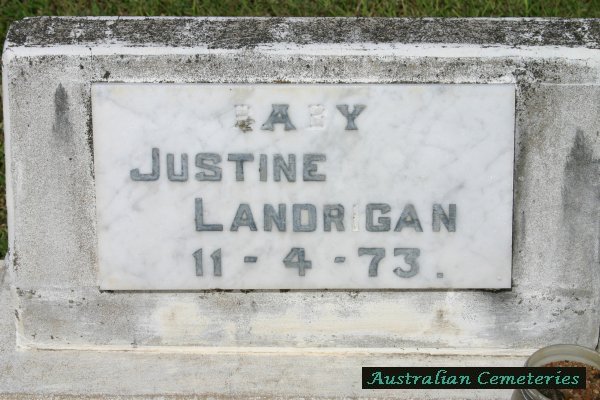 BABY
JUSTINE
LANDRIGAN
11 - 4 - 73.
Australian Cemeteries